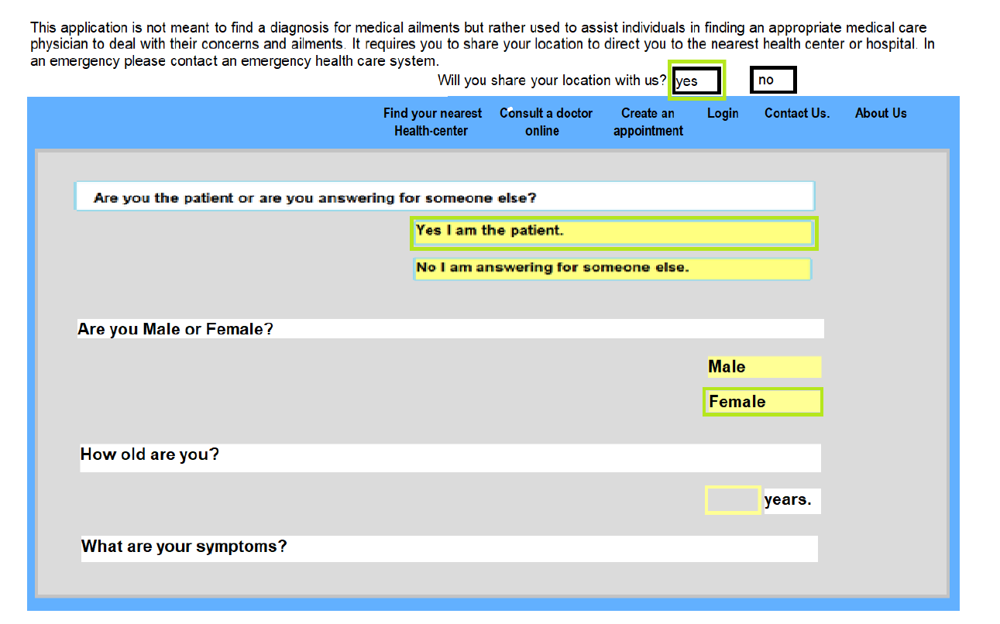 This application is not meant to find a diagnosis for medical ailments but rather used to assist individuals in finding an appropriate medical care
physician to deal with their concerns and ailments. It requires you to share your location to direct you to the nearest health center or hospital. In
an emergency please contact an emergency health care system.
Will you share your location with us? yes no
Find your nearest Consult a doctor Create an Login Contact Us. About Us
Health-center online appointment
Are you the patient or are you answering for someone else?
Yes I am the patient.
No I am answering for someone else.
Are you Male or Female?
Male
Female
How old are you?
years.
What are your symptoms?